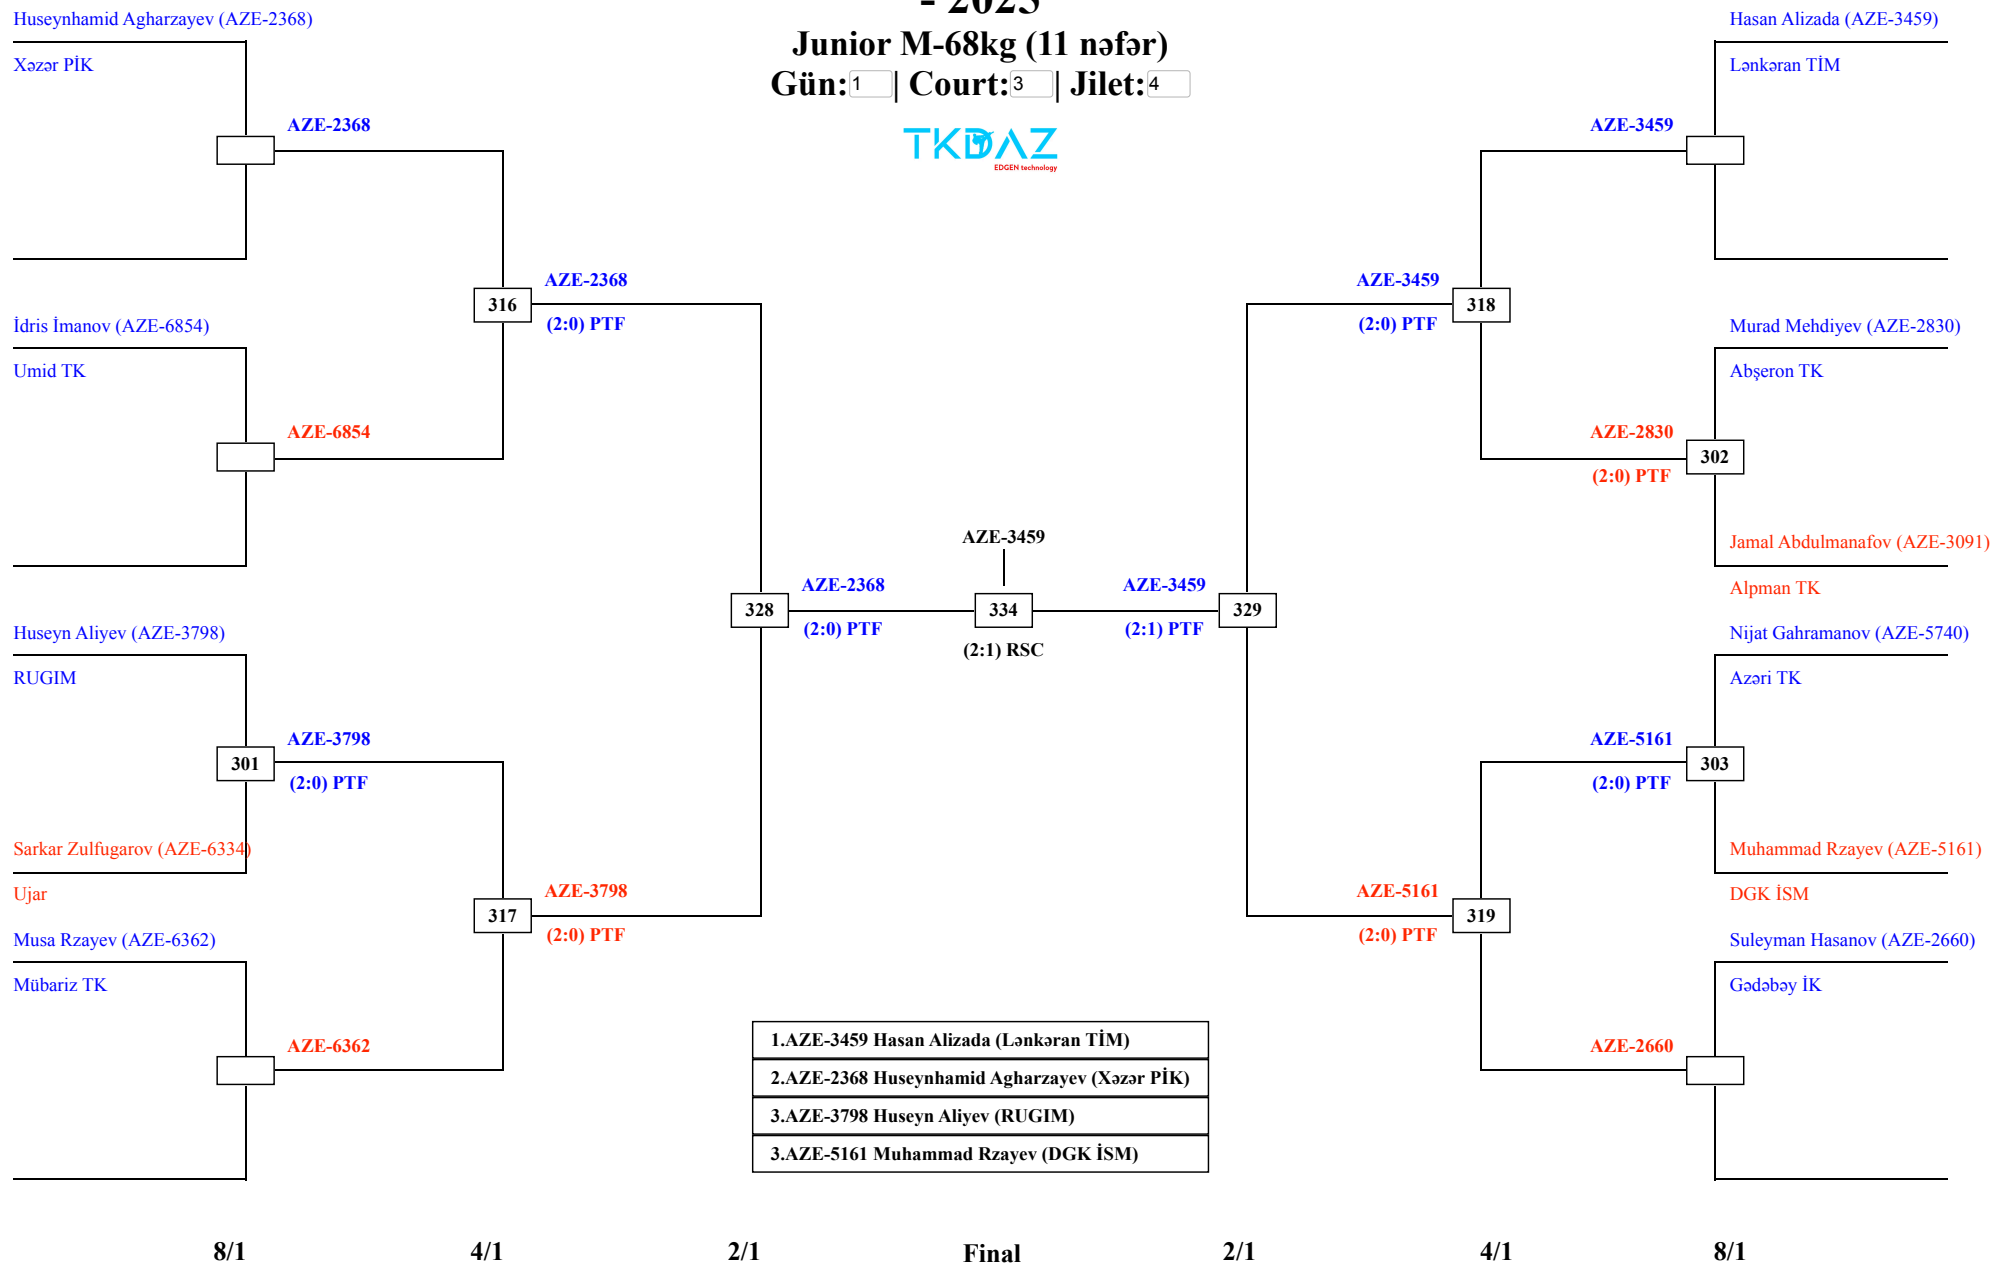 - 2025
Junior M-68kg (11 nəfər)
Gün: 1 | Court: 3 | Jilet: 4
TKDAZ
EDGEN technology
Huseynhamid Agharzayev (AZE-2368)
Xəzər PİK
AZE-2368
İdris İmanov (AZE-6854)
Umid TK
AZE-6854
316
AZE-2368
(2:0) PTF
Huseyn Aliyev (AZE-3798)
RUGIM
301
AZE-3798
(2:0) PTF
Sarkar Zulfugarov (AZE-6334)
Ujar
Musa Rzayev (AZE-6362)
Mübariz TK
AZE-6362
317
AZE-3798
(2:0) PTF
328
AZE-2368
(2:0) PTF
AZE-3459
334
(2:1) RSC
AZE-3459
(2:1) PTF
329
AZE-3459
(2:0) PTF
318
AZE-5161
(2:0) PTF
319
Hasan Alizada (AZE-3459)
Lənkəran TİM
AZE-3459
Murad Mehdiyev (AZE-2830)
Abşeron TK
AZE-2830
(2:0) PTF
302
Jamal Abdulmanafov (AZE-3091)
Alpman TK
Nijat Gahramanov (AZE-5740)
Azəri TK
AZE-5161
(2:0) PTF
303
Muhammad Rzayev (AZE-5161)
DGK İSM
Suleyman Hasanov (AZE-2660)
Gədəbəy İK
AZE-2660
1.AZE-3459 Hasan Alizada (Lənkəran TİM)
2.AZE-2368 Huseynhamid Agharzayev (Xəzər PİK)
3.AZE-3798 Huseyn Aliyev (RUGIM)
3.AZE-5161 Muhammad Rzayev (DGK İSM)
8/1 4/1 2/1 Final 2/1 4/1 8/1